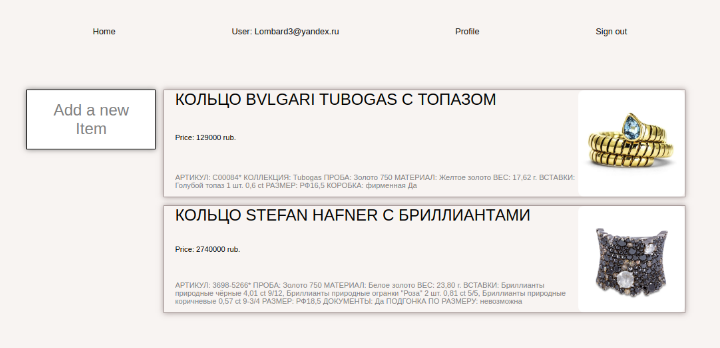 Home
User: Lombard3@yandex.ru
Profile
Sign out
Add a new
Item
КОЛЬЦО BVLGARI TUBOGAS С ТОПАЗОМ
Price: 129000 rub.
АРТИКУЛ: C00084* КОЛЛЕКЦИЯ: Tubogas ПРОБА: Золото 750 МАТЕРИАЛ: Желтое золото ВЕС: 17,62 г. ВСТАВКИ:
Голубой топаз 1 шт. 0,6 ct РАЗМЕР: РФ16,5 КОРОБКА: фирменная Да
КОЛЬЦО STEFAN HAFNER С БРИЛЛИАНТАМИ
Price: 2740000 rub.
АРТИКУЛ: 3698-5266* ПРОБА: Золото 750 МАТЕРИАЛ: Белое золото ВЕС: 23,80 г. ВСТАВКИ: Бриллианты
природные чёрные 4,01 ct 9/12, Бриллианты природные огранки "Роза" 2 шт. 0,81 ct 5/5, Бриллианты природные
коричневые 0,57 ct 9-3/4 РАЗМЕР: РФ18,5 ДОКУМЕНТЫ: Да ПОДГОНКА ПО РАЗМЕРУ: невозможна